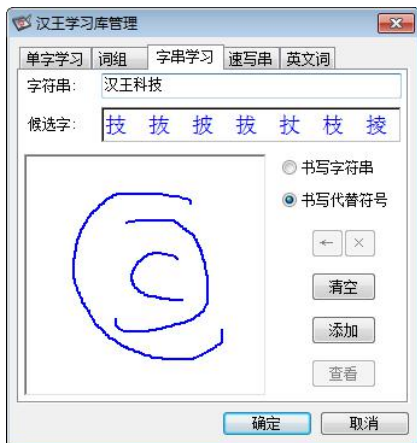 汉王学习库管理
单字学习 词组 字串学习 速写串 英文词
字符串: 汉王科技
候选字: 技 抜 披 拔 扙 枝 掕
书写字符串
书写代替符号
清空
添加
查看
确定 取消